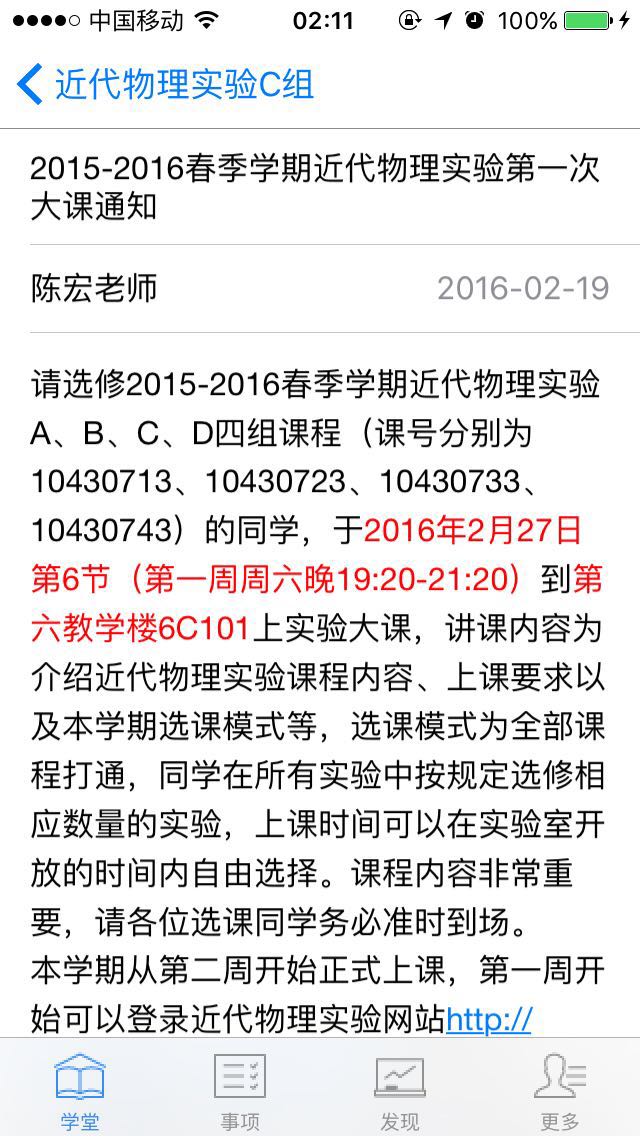 中国移动 02:11 100%
近代物理实验C组
2015-2016春季学期近代物理实验第一次
大课通知
陈宏老师 2016-02-19
请选修2015-2016春季学期近代物理实验
A、B、C、D四组课程（课号分别为
10430713、10430723、10430733、
10430743）的同学，于2016年2月27日
第6节（第一周周六晚19:20-21:20）到第
六教学楼6C101上实验大课，讲课内容为
介绍近代物理实验课程内容、上课要求以
及本学期选课模式等，选课模式为全部课
程打通，同学在所有实验中按规定选修相
应数量的实验，上课时间可以在实验室开
放的时间内自由选择。课程内容非常重
要，请各位选课同学务必准时到场。
本学期从第二周开始正式上课，第一周开
始可以登录近代物理实验网站http://
学堂 事项 发现 更多